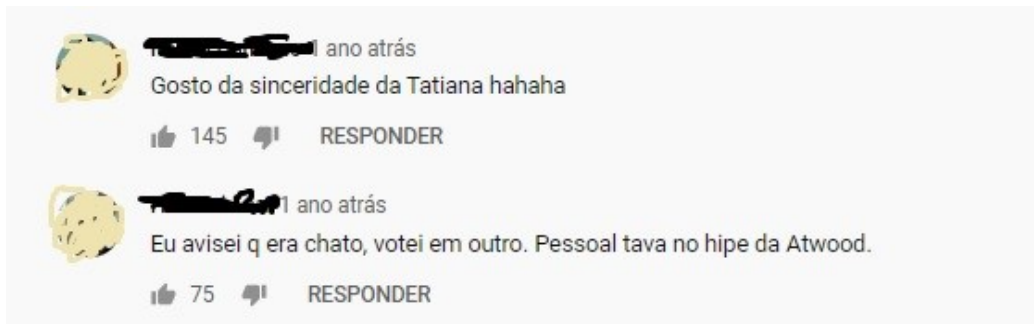 1 ano atrás
Gosto da sinceridade da Tatiana hahaha
145 RESPONDER
1 ano atrás
Eu avisei q era chato, votei em outro. Pessoal tava no hipe da Atwood.
75 RESPONDER